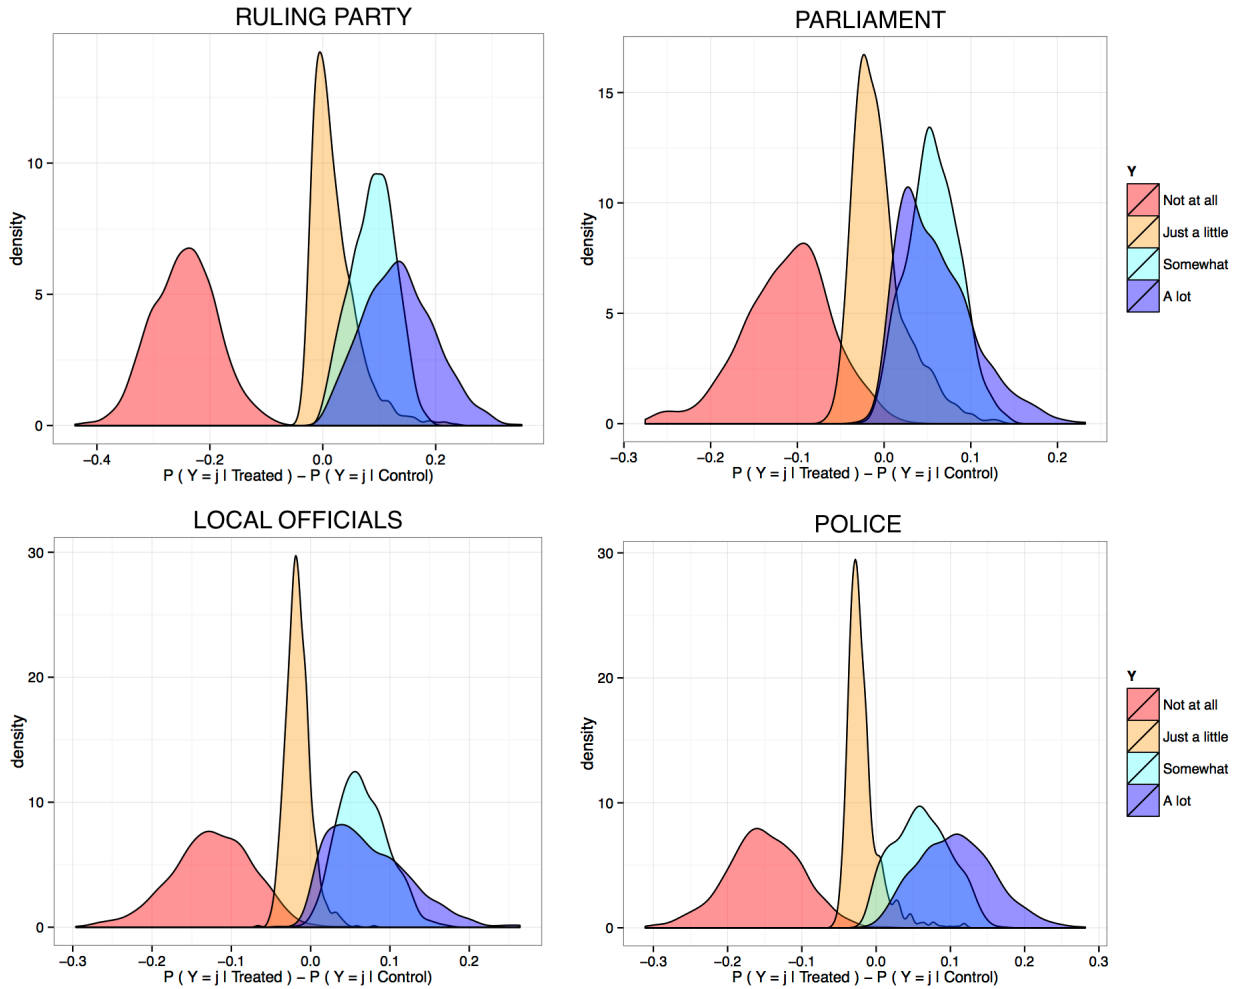 RULING PARTY
density
10
5
0
−0.4 −0.2 0.0 0.2
P ( Y = j | Treated ) − P ( Y = j | Control)
PARLIAMENT
density
15
10
5
0
−0.3 −0.2 −0.1 0.0 0.1 0.2
P ( Y = j | Treated ) − P ( Y = j | Control)
Y
Not at all
Just a little
Somewhat
A lot
LOCAL OFFICIALS
density
30
20
10
0
−0.3 −0.2 −0.1 0.0 0.1 0.2
P ( Y = j | Treated ) − P ( Y = j | Control)
POLICE
density
30
20
10
0
−0.3 −0.2 −0.1 0.0 0.1 0.2 0.3
P ( Y = j | Treated ) − P ( Y = j | Control)
Y
Not at all
Just a little
Somewhat
A lot